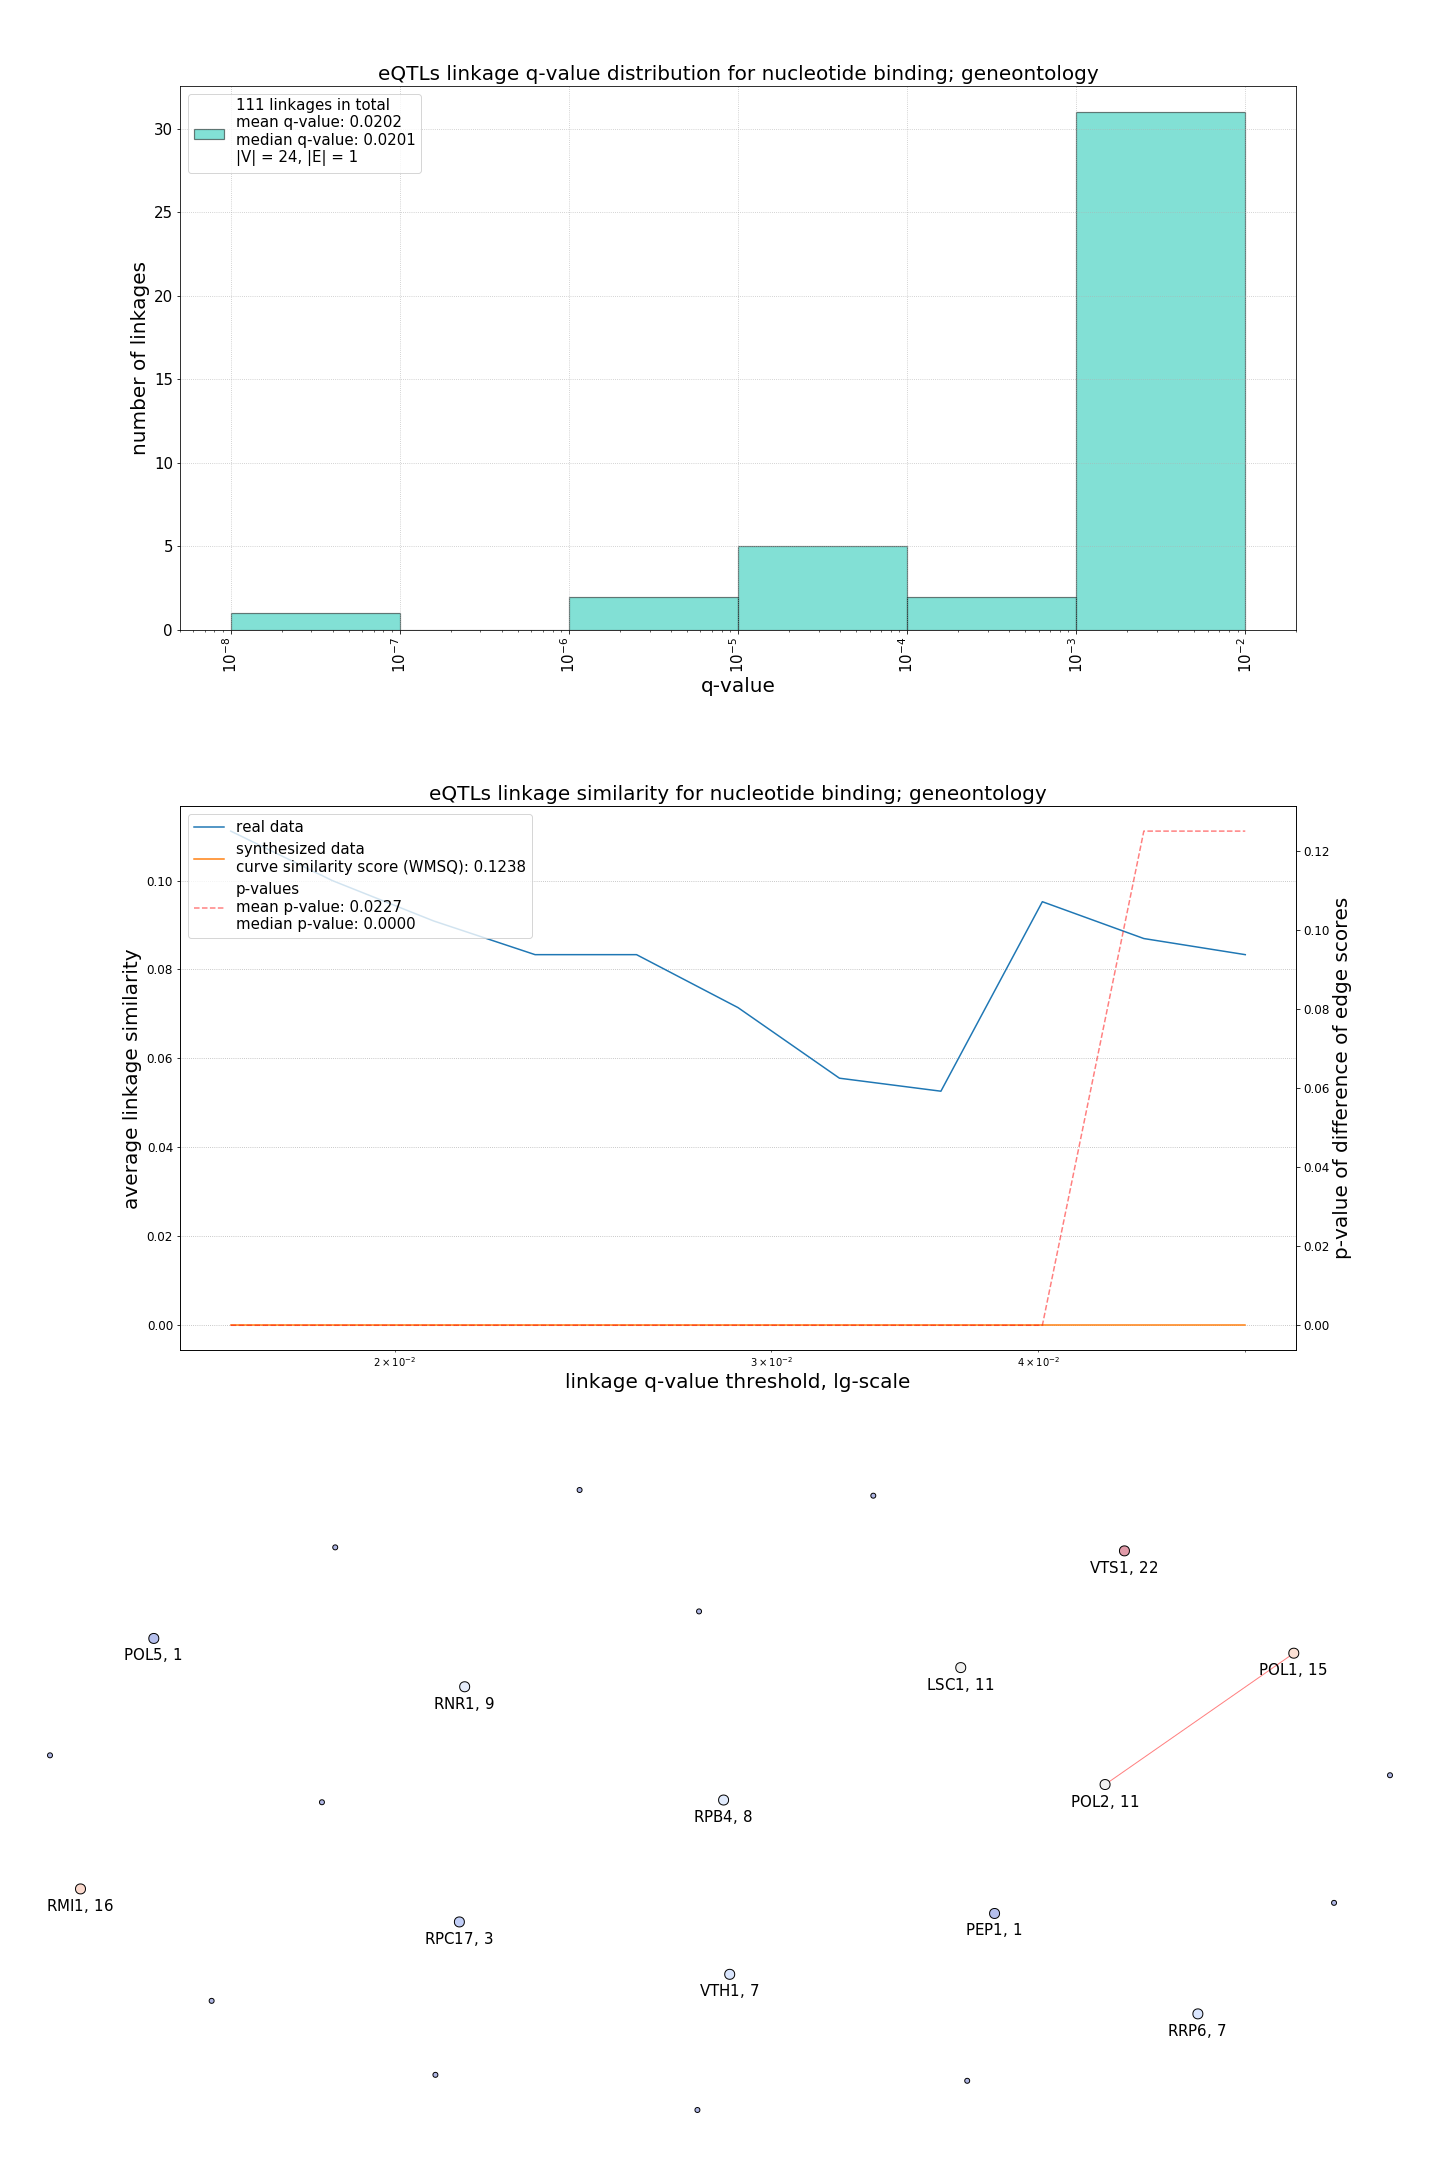 eQTLs linkage q-value distribution for nucleotide binding; geneontology
111 linkages in total
mean q-value: 0.0202
median q-value: 0.0201
|V| = 24, |E| = 1
number of linkages
30
25
20
15
10
5
0
10⁻⁸
10⁻⁷
10⁻⁶
10⁻⁵
10⁻⁴
10⁻³
10⁻²
q-value
eQTLs linkage similarity for nucleotide binding; geneontology
real data
synthesized data
curve similarity score (WMSQ): 0.1238
p-values
mean p-value: 0.0227
median p-value: 0.0000
average linkage similarity
0.10
0.08
0.06
0.04
0.02
0.00
0.12
0.10
0.08
0.06
0.04
0.02
0.00
p-value of difference of edge scores
2 × 10⁻²
3 × 10⁻²
4 × 10⁻²
linkage q-value threshold, lg-scale
VTS1, 22
POL5, 1
POL1, 15
LSC1, 11
RNR1, 9
POL2, 11
RPB4, 8
RMI1, 16
PEP1, 1
RPC17, 3
VTH1, 7
RRP6, 7